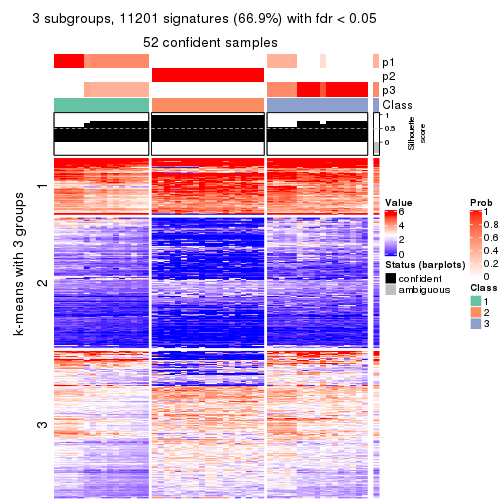 3 subgroups, 11201 signatures (66.9%) with fdr < 0.05
52 confident samples
p1
p2
p3
Class
1
0.5
0
Silhouette
score
k-means with 3 groups
1
2
3
Value
6
4
2
0
Status (barplots)
confident
ambiguous
Prob
1
0.8
0.6
0.4
0.2
0
Class
1
2
3